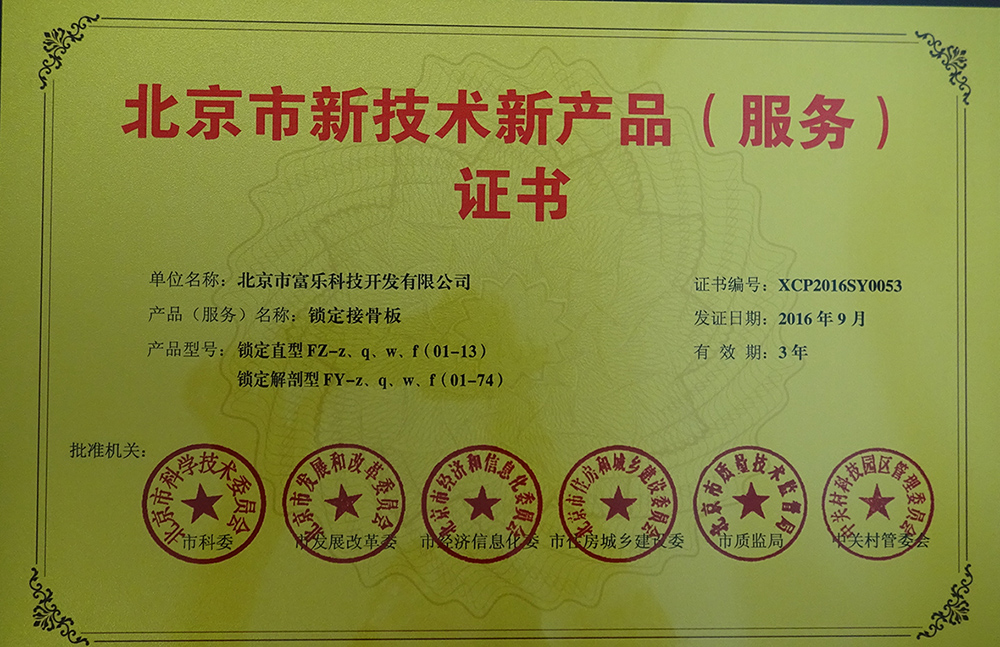 北京市新技术新产品（服务）
证书
单位名称：北京市富乐科技开发有限公司
证书编号：XCP2016SY0053
产品（服务）名称：锁定接骨板
发证日期：2016年9月
产品型号：锁定直型FZ-z、q、w、f（01-13）
有 效 期：3年
锁定解剖型FY-z、q、w、f（01-74）
批准机关：
北京市科学技术委员会
北京市发展和改革委员会
北京市经济和信息化委员会
北京市住房和城乡建设委员会
北京市质量技术监督局
中关村科技园区管理委员会
市科委
市发展改革委
市经济信息化委
市住房城乡建设委
市质监局
中关村管委会